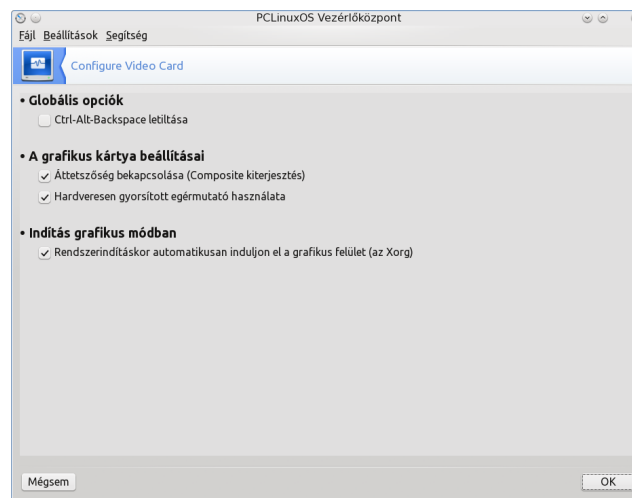 PCLinuxOS Vezérlőközpont
Fájl Beállítások Segítség
Configure Video Card
• Globális opciók
Ctrl-Alt-Backspace letiltása
• A grafikus kártya beállításai
Áttetszőség bekapcsolása (Composite kiterjesztés)
Hardveresen gyorsított egérmutató használata
• Indítás grafikus módban
Rendszerindításkor automatikusan induljon el a grafikus felület (az Xorg)
Mégsem OK